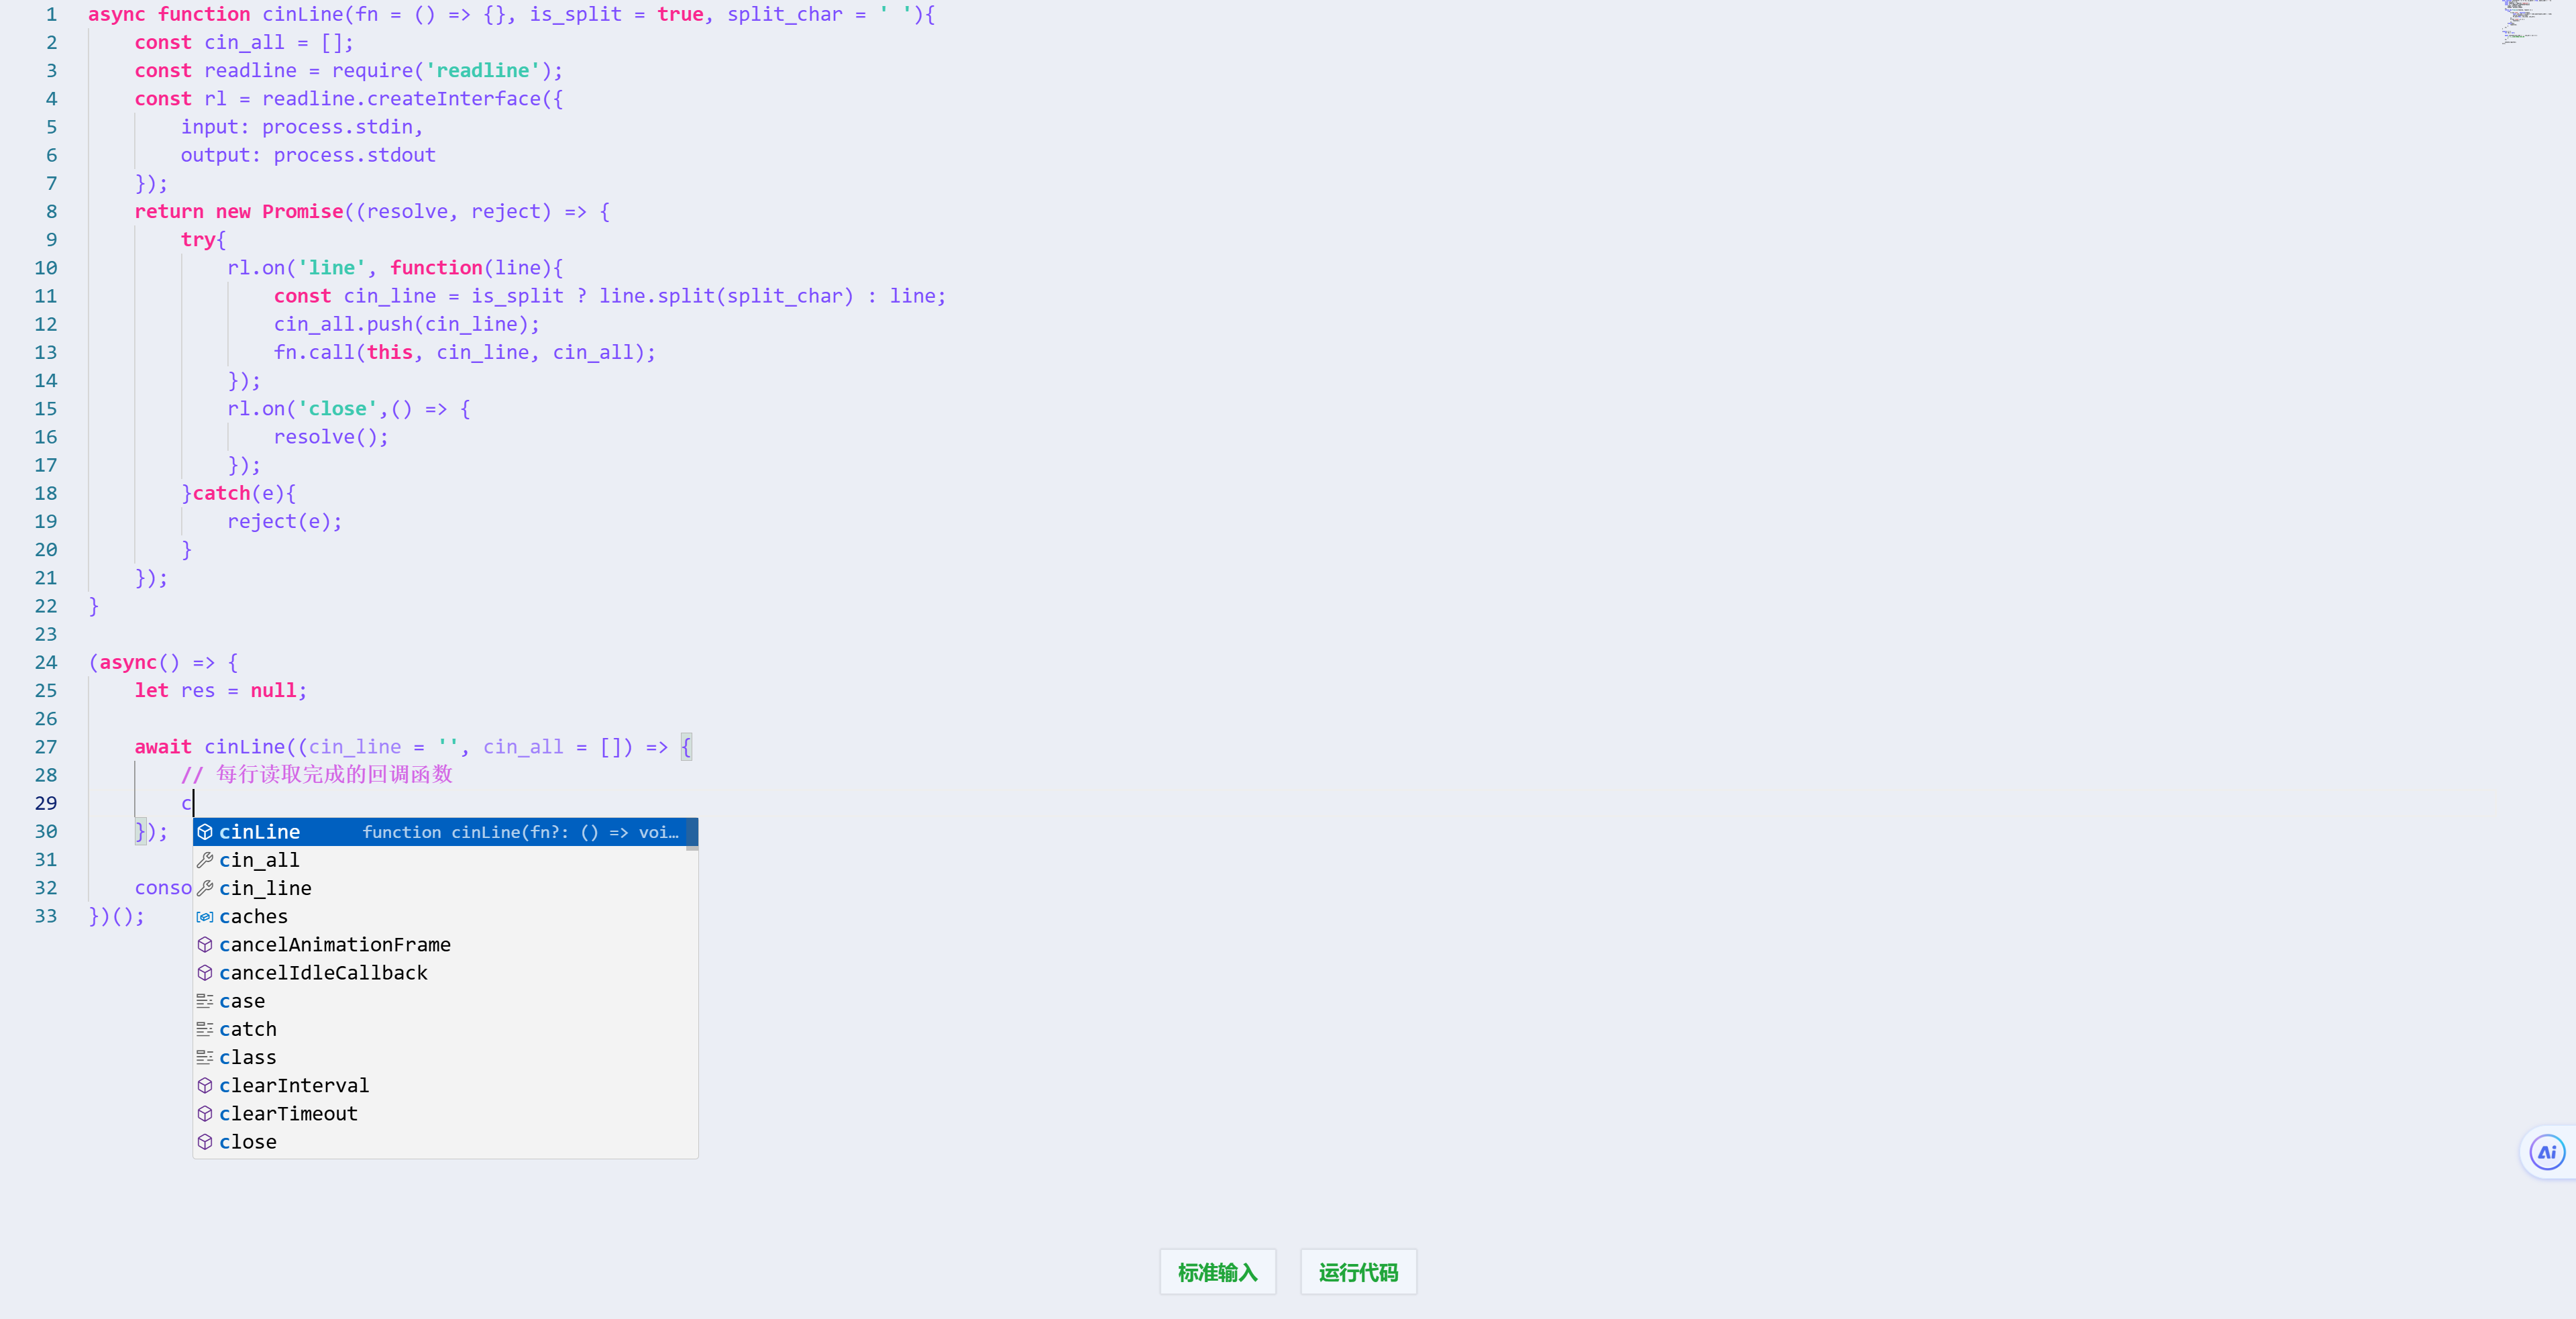 1 async function cinLine(fn = () => {}, is_split = true, split_char = ' '){
2 const cin_all = [];
3 const readline = require('readline');
4 const rl = readline.createInterface({
5 input: process.stdin,
6 output: process.stdout
7 });
8 return new Promise((resolve, reject) => {
9 try{
10 rl.on('line', function(line){
11 const cin_line = is_split ? line.split(split_char) : line;
12 cin_all.push(cin_line);
13 fn.call(this, cin_line, cin_all);
14 });
15 rl.on('close',() => {
16 resolve();
17 });
18 }catch(e){
19 reject(e);
20 }
21 });
22 }
23
24 (async() => {
25 let res = null;
26
27 await cinLine((cin_line = '', cin_all = []) => {
28 // 每行读取完成的回调函数
29 c
30 });
cinLine function cinLine(fn?: () => voi…
31
cin_all
32 conso
cin_line
33 })();
caches
cancelAnimationFrame
cancelIdleCallback
case
catch
class
clearInterval
clearTimeout
close
Ai
标准输入 运行代码